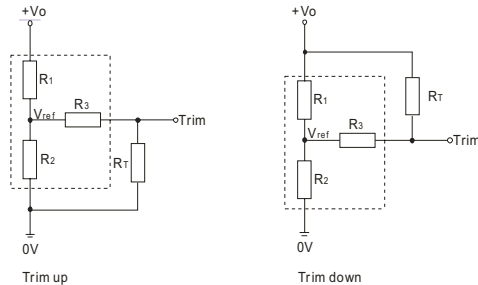 +Vo
R1
Vref
R3
Trim
R2
RT
0V
Trim up
+Vo
R1
RT
Vref
R3
Trim
R2
0V
Trim down